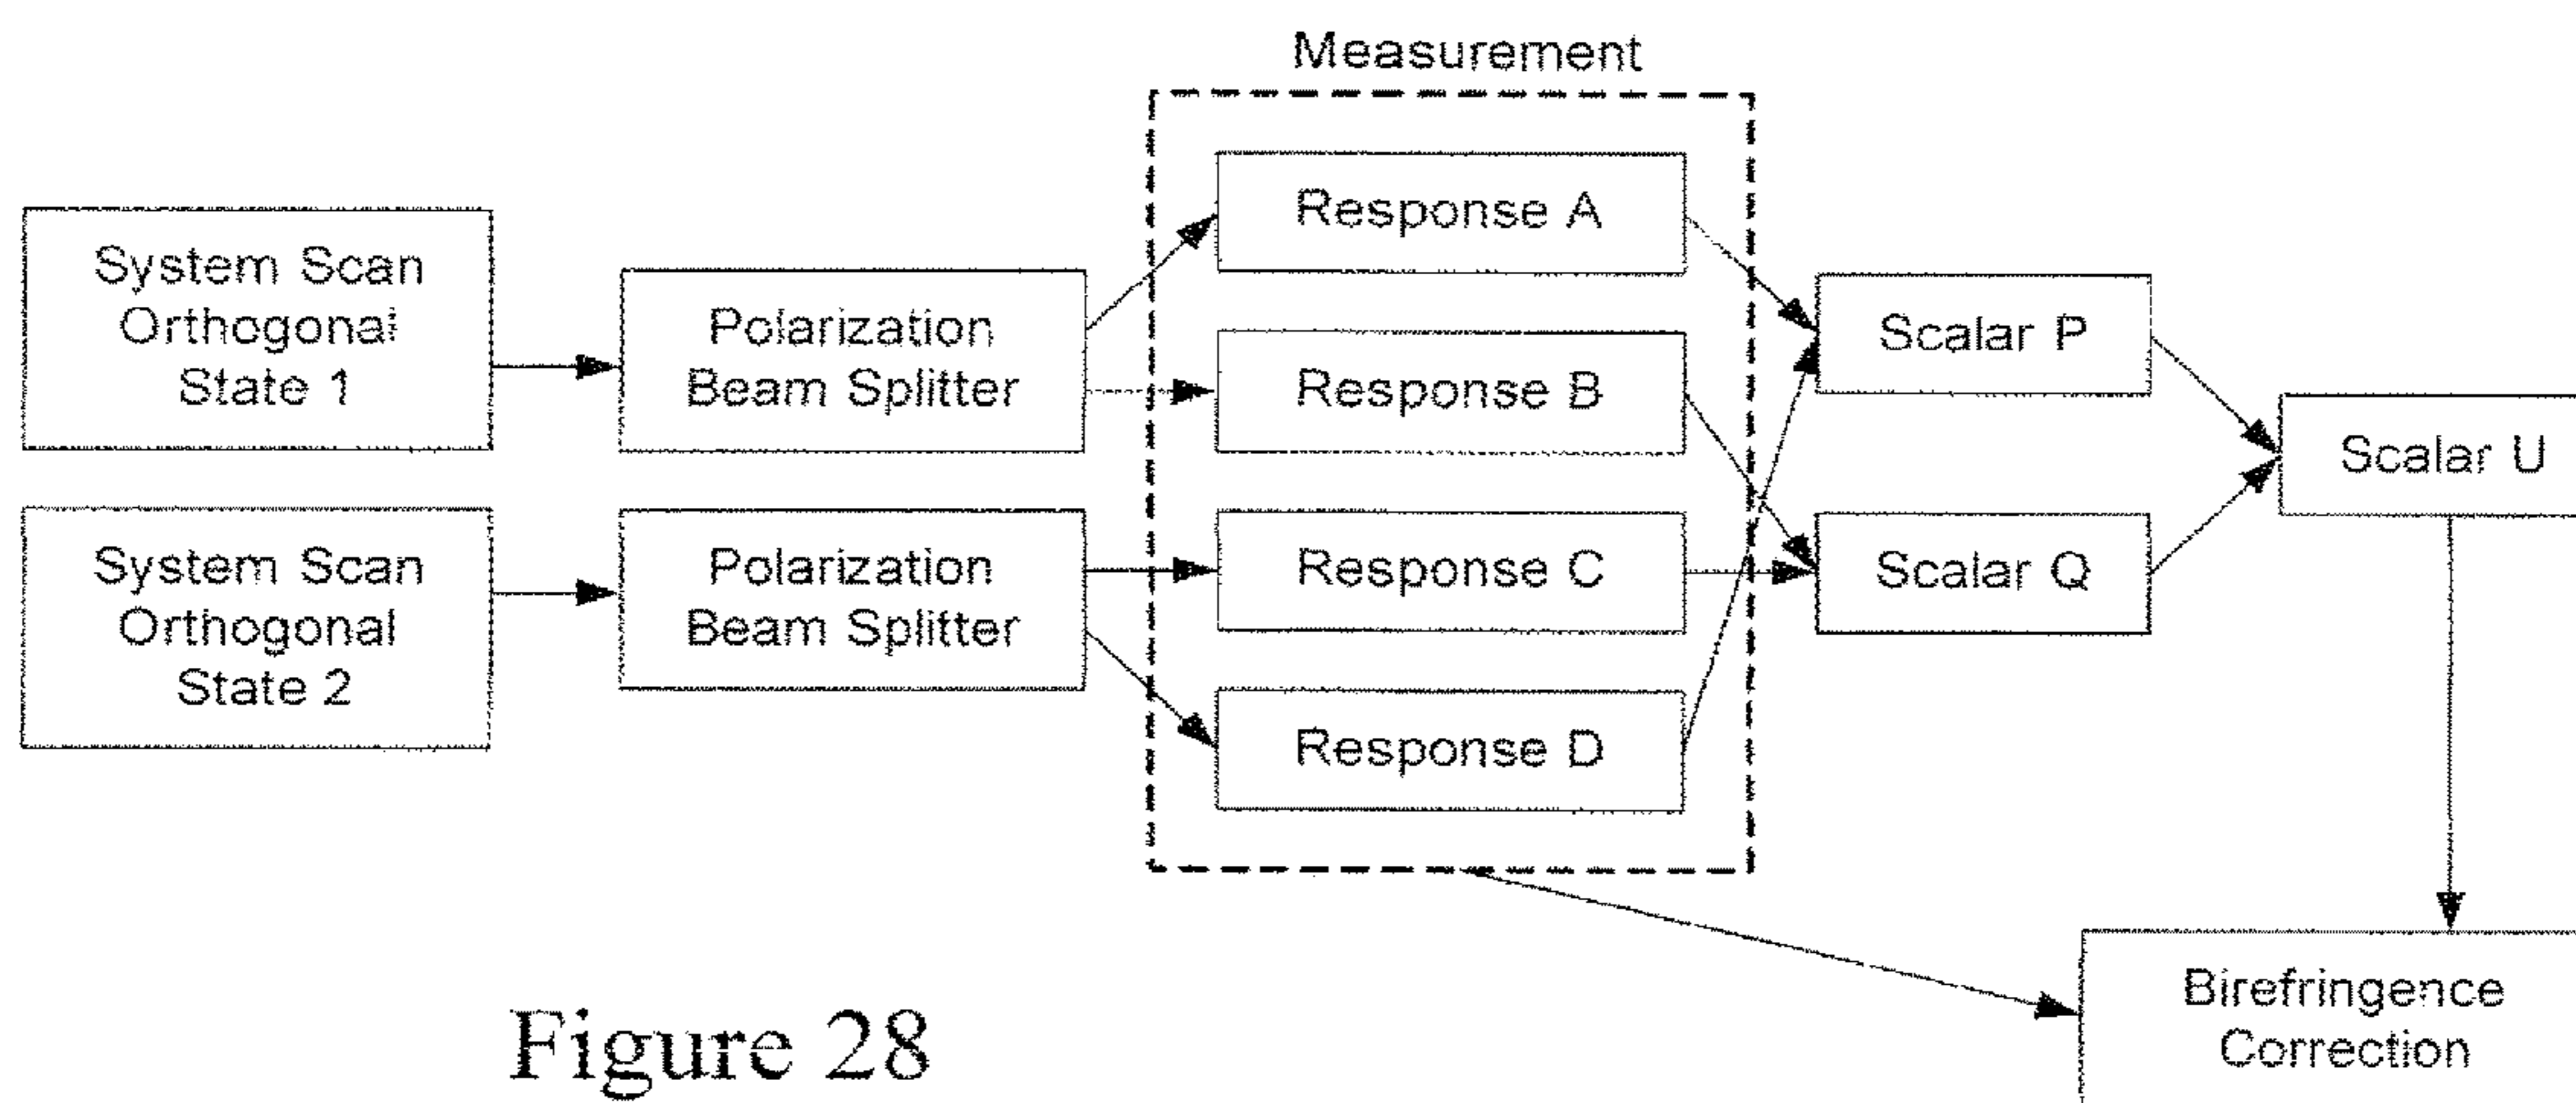 Measurement
System Scan
Orthogonal
State 1
Polarization
Beam Splitter
Response A
Response B
Scalar P
Scalar U
System Scan
Orthogonal
State 2
Polarization
Beam Splitter
Response C
Response D
Scalar Q
Birefringence
Correction
Figure 28